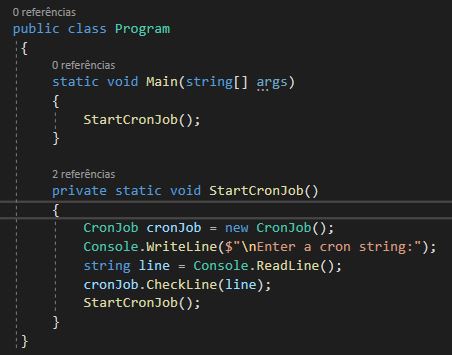 0 referências
public class Program
{
0 referências
static void Main(string[] args)
{
StartCronJob();
}
2 referências
private static void StartCronJob()
{
CronJob cronJob = new CronJob();
Console.WriteLine($"\nEnter a cron string:");
string line = Console.ReadLine();
cronJob.CheckLine(line);
StartCronJob();
}
}